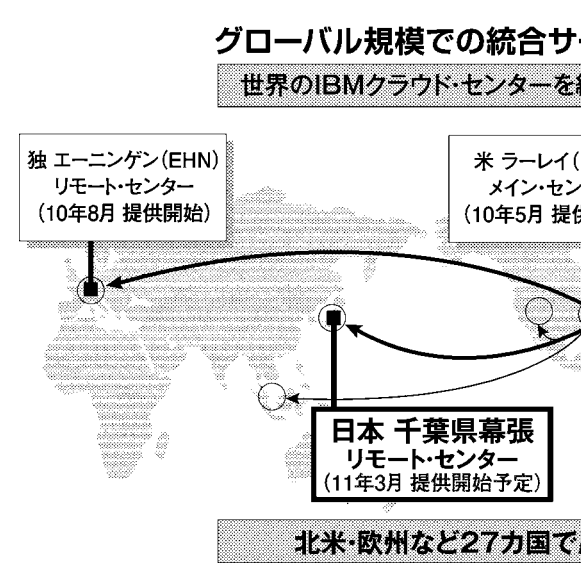 グローバル規模での統合サ
世界のIBMクラウド・センターを
独 エーニンゲン（EHN）
リモート・センター
（10年8月 提供開始）
米 ラーレイ（
メイン・セン
（10年5月 提供
日本 千葉県幕張
リモート・センター
（11年3月 提供開始予定）
北米・欧州など27カ国で